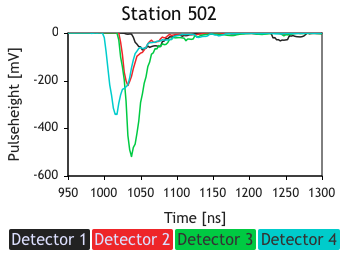 Station 502
Pulseheight [mV]
0
-200
-400
-600
950 1000 1050 1100 1150 1200 1250 1300
Time [ns]
Detector 1 Detector 2 Detector 3 Detector 4